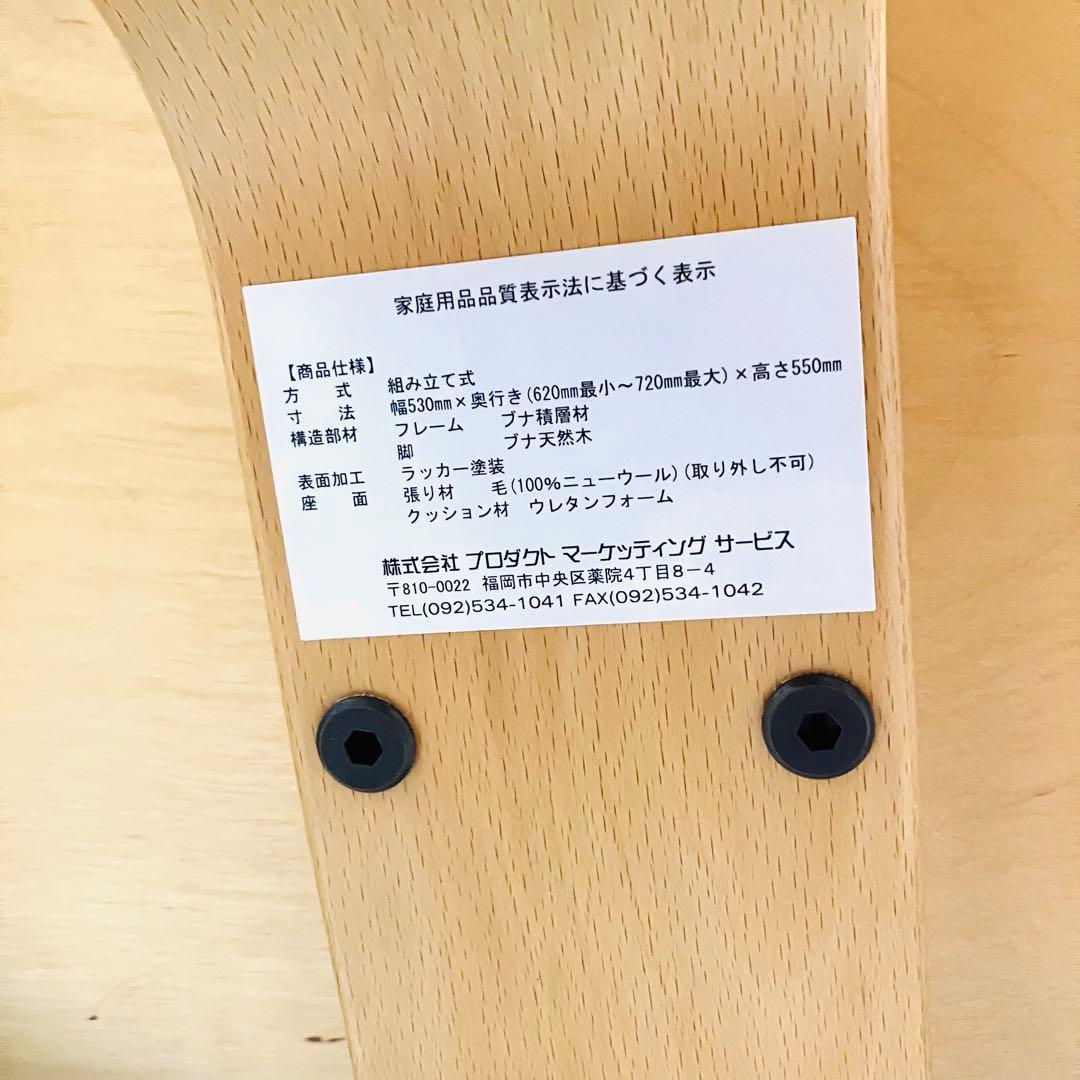 家庭用品品質表示法に基づく表示
【商品仕様】
方 式 組み立て式
寸 法 幅530mm×奥行き(620mm最小〜720mm最大)×高さ550mm
構造部材 フレーム ブナ積層材
脚 ブナ天然木
表面加工 ラッカー塗装
座 面 張り材 毛(100%ニューウール)(取り外し不可)
クッション材 ウレタンフォーム
株式会社 プロダクト マーケッティング サービス
〒810-0022 福岡市中央区薬院4丁目8-4
TEL(092)534-1041 FAX(092)534-1042